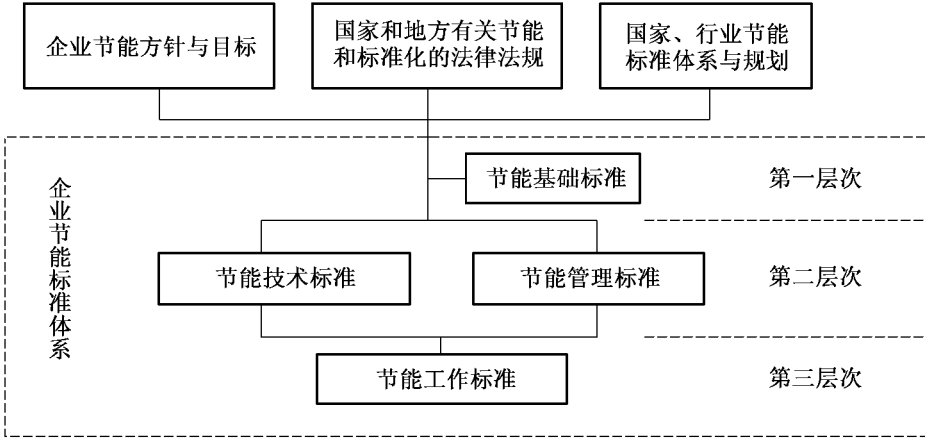 企业节能方针与目标
国家和地方有关节能
和标准化的法律法规
国家、行业节能
标准体系与规划
企业节能标准体系
节能基础标准
第一层次
节能技术标准
节能管理标准
第二层次
节能工作标准
第三层次